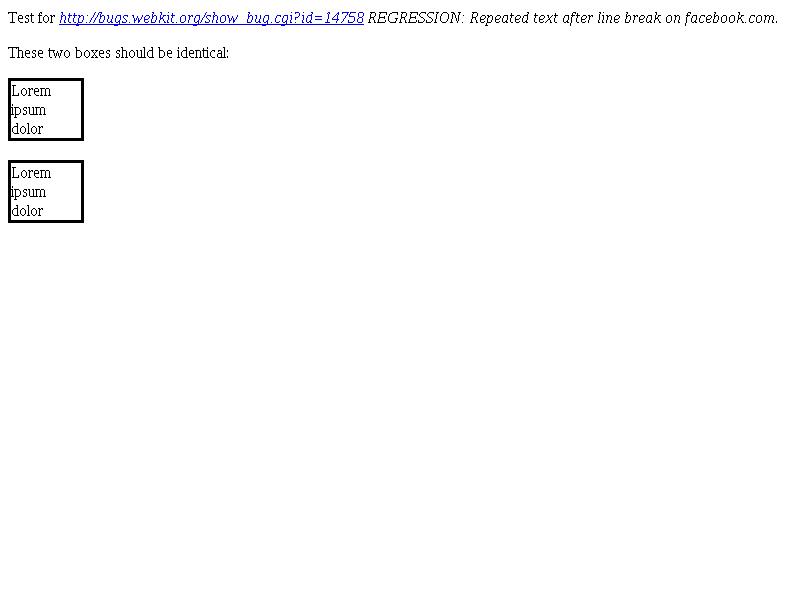 Test for http://bugs.webkit.org/show_bug.cgi?id=14758 REGRESSION: Repeated text after line break on facebook.com.
These two boxes should be identical:
Lorem
ipsum
dolor
Lorem
ipsum
dolor